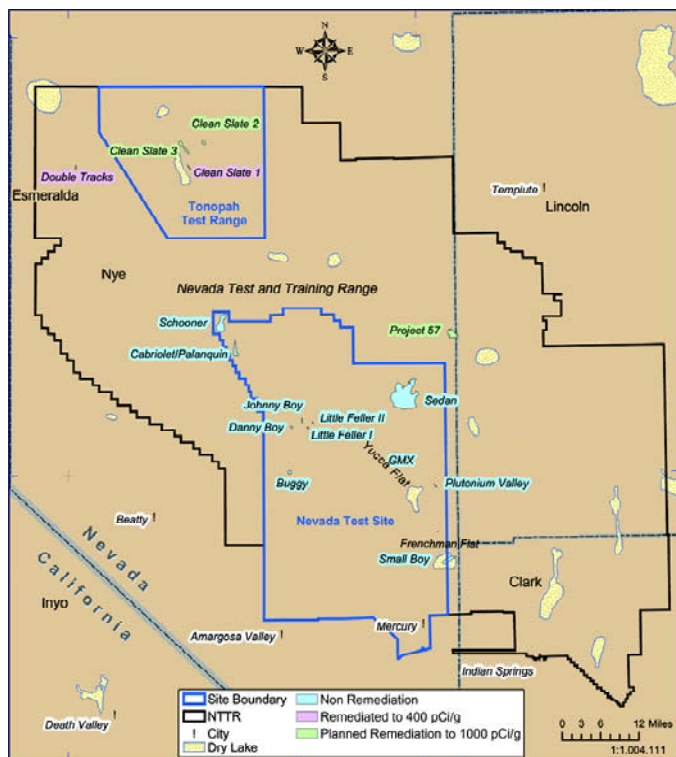 N
W E
S
Clean Slate 2
Clean Slate 3
Double Tracks
Clean Slate 1
Esmeralda
Tempiute
Lincoln
Tonopah
Test Range
Nye
Nevada Test and Training Range
Schooner
Project 57
Cabriolet/Palanquin
Sedan
Johnny Boy
Little Feller II
Danny Boy
Little Feller I
Yucca Flat
GMX
Buggy
Plutonium Valley
Beatty
Nevada Test Site
Frenchman Flat
Small Boy
Nevada
California
Clark
Inyo
Mercury
Amargosa Valley
Indian Springs
Death Valley
Site Boundary
NTTR
City
Dry Lake
Non Remediation
Remediated to 400 pCi/g
Planned Remediation to 1000 pCi/g
0 3 6 12 Miles
1:1.004.111